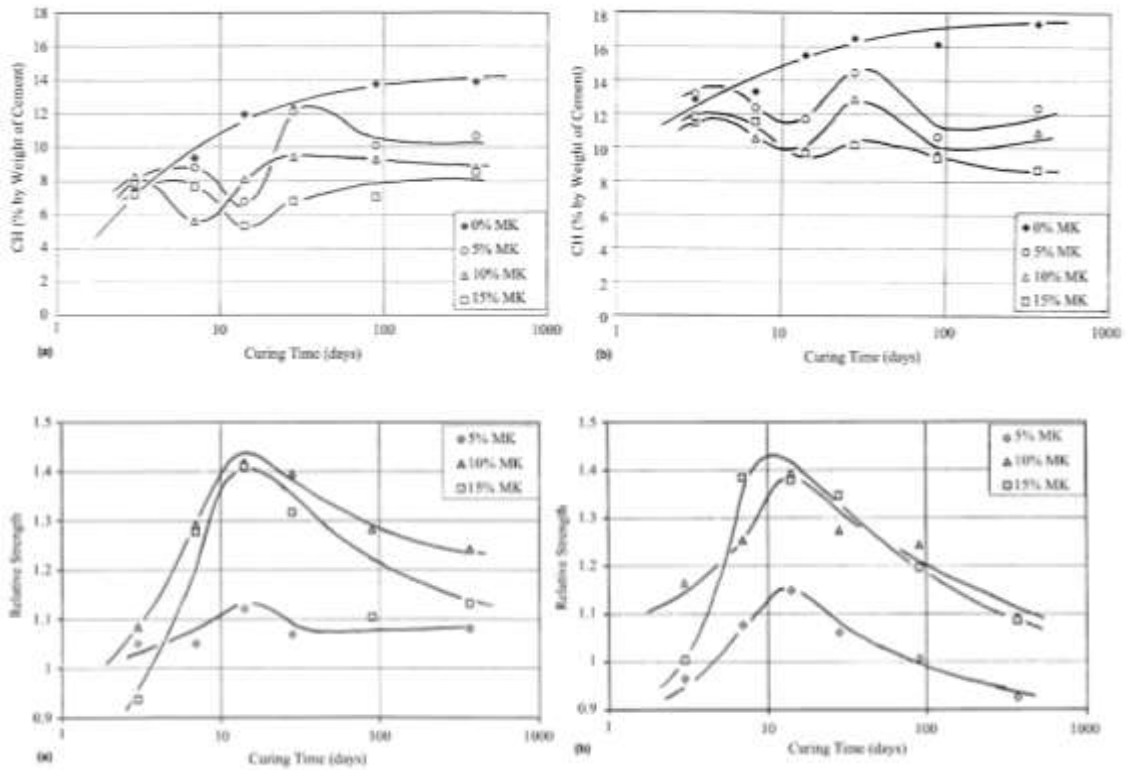 18
16
14
12
10
8
6
4
2
0
CH (% by Weight of Cement)
0% MK
5% MK
10% MK
15% MK
1
10
100
1000
(a)
Curing Time (days)
18
16
14
12
10
8
6
4
2
0
CH (% by Weight of Cement)
0% MK
5% MK
10% MK
15% MK
1
10
100
1000
(b)
Curing Time (days)
1.5
1.4
1.3
1.2
1.1
1
0.9
Relative Strength
5% MK
10% MK
15% MK
1
10
100
1000
(a)
Curing Time (days)
1.5
1.4
1.3
1.2
1.1
1
0.9
Relative Strength
5% MK
10% MK
15% MK
1
10
100
1000
(b)
Curing Time (days)